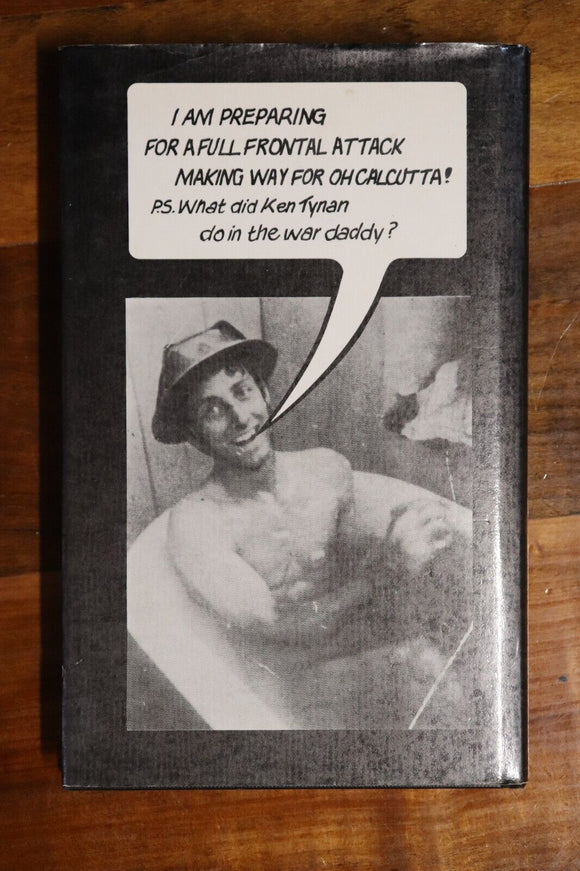 I AM PREPARING
FOR A FULL FRONTAL ATTACK
MAKING WAY FOR OH CALCUTTA!
P.S. What did Ken Tynan
do in the war daddy?